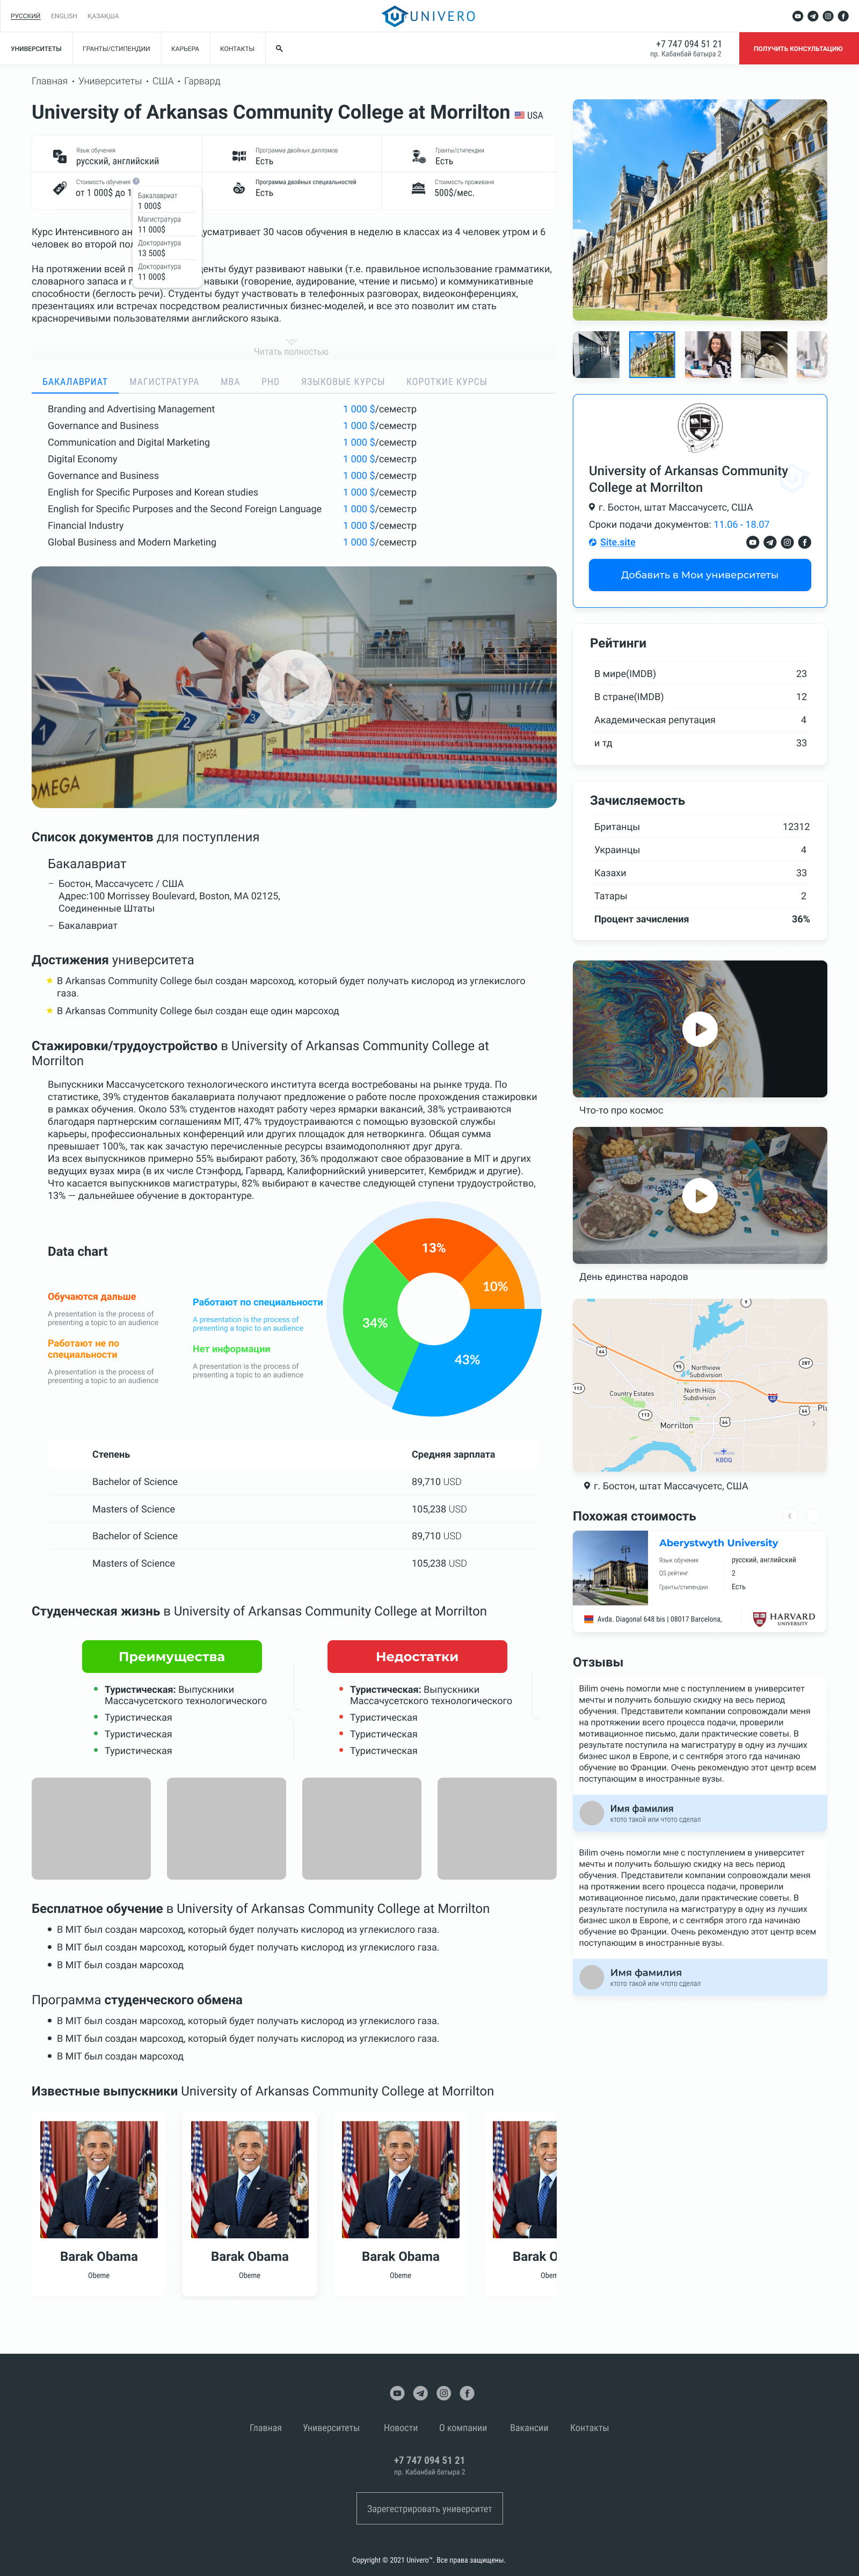 РУССКИЙ ENGLISH ҚАЗАҚША
UNIVERO
УНИВЕРСИТЕТЫ ГРАНТЫ/СТИПЕНДИИ КАРЬЕРА КОНТАКТЫ
+7 747 094 51 21
пр. Кабанбай батыра 2
ПОЛУЧИТЬ КОНСУЛЬТАЦИЮ
Главная • Университеты • США • Гарвард
University of Arkansas Community College at Morrilton USA
Язык обучения
русский, английский
Программа двойных дипломов
Есть
Гранты/стипендии
Есть
Стоимость обучения
от 1 000$ до 1
Программа двойных специальностей
Есть
Стоимость проживаня
500$/мес.
Бакалавриат
1 000$
Магистратура
11 000$
Докторантура
13 500$
Докторантура
11 000$
Курс Интенсивного ан усматривает 30 часов обучения в неделю в классах из 4 человек утром и 6
человек во второй пол
На протяжении всей п денты будут развивают навыки (т.е. правильное использование грамматики,
словарного запаса и навыки (говорение, аудирование, чтение и письмо) и коммуникативные
способности (беглость речи). Студенты будут участвовать в телефонных разговорах, видеоконференциях,
презентациях или встречах посредством реалистичных бизнес-моделей, и все это позволит им стать
красноречивыми пользователями английского языка.
Читать полностью
БАКАЛАВРИАТ МАГИСТРАТУРА MBA PHD ЯЗЫКОВЫЕ КУРСЫ КОРОТКИЕ КУРСЫ
Branding and Advertising Management 1 000 $/семестр
Governance and Business 1 000 $/семестр
Communication and Digital Marketing 1 000 $/семестр
Digital Economy 1 000 $/семестр
Governance and Business 1 000 $/семестр
English for Specific Purposes and Korean studies 1 000 $/семестр
English for Specific Purposes and the Second Foreign Language 1 000 $/семестр
Financial Industry 1 000 $/семестр
Global Business and Modern Marketing 1 000 $/семестр
1 2 3
OMEGA OMEGA
Список документов для поступления
Бакалавриат
– Бостон, Массачусетс / США
Адрес:100 Morrissey Boulevard, Boston, MA 02125,
Соединенные Штаты
– Бакалавриат
Достижения университета
В Arkansas Community College был создан марсоход, который будет получать кислород из углекислого
газа.
В Arkansas Community College был создан еще один марсоход
Стажировки/трудоустройство в University of Arkansas Community College at
Morrilton
Выпускники Массачусетского технологического института всегда востребованы на рынке труда. По
статистике, 39% студентов бакалавриата получают предложение о работе после прохождения стажировки
в рамках обучения. Около 53% студентов находят работу через ярмарки вакансий, 38% устраиваются
благодаря партнерским соглашениям MIT, 47% трудоустраиваются с помощью вузовской службы
карьеры, профессиональных конференций или других площадок для нетворкинга. Общая сумма
превышает 100%, так как зачастую перечисленные ресурсы взаимодополняют друг друга.
Из всех выпускников примерно 55% выбирают работу, 36% продолжают свое образование в MIT и других
ведущих вузах мира (в их числе Стэнфорд, Гарвард, Калифорнийский университет, Кембридж и другие).
Что касается выпускников магистратуры, 82% выбирают в качестве следующей ступени трудоустройство,
13% — дальнейшее обучение в докторантуре.
Data chart
Обучаются дальше
A presentation is the process of
presenting a topic to an audience
Работают не по
специальности
A presentation is the process of
presenting a topic to an audience
Работают по специальности
A presentation is the process of
presenting a topic to an audience
Нет информации
A presentation is the process of
presenting a topic to an audience
13%
10%
34%
43%
Степень Средняя зарплата
Bachelor of Science 89,710 USD
Masters of Science 105,238 USD
Bachelor of Science 89,710 USD
Masters of Science 105,238 USD
Студенческая жизнь в University of Arkansas Community College at Morrilton
Преимущества
• Туристическая: Выпускники
Массачусетского технологического
• Туристическая
• Туристическая
• Туристическая
Недостатки
• Туристическая: Выпускники
Массачусетского технологического
• Туристическая
• Туристическая
• Туристическая
Бесплатное обучение в University of Arkansas Community College at Morrilton
• В MIT был создан марсоход, который будет получать кислород из углекислого газа.
• В MIT был создан марсоход, который будет получать кислород из углекислого газа.
• В MIT был создан марсоход
Программа студенческого обмена
• В MIT был создан марсоход, который будет получать кислород из углекислого газа.
• В MIT был создан марсоход, который будет получать кислород из углекислого газа.
• В MIT был создан марсоход
Известные выпускники University of Arkansas Community College at Morrilton
Barak Obama Barak Obama Barak Obama Barak O
Obeme Obeme Obeme Oben
University of Arkansas Community
College at Morrilton
г. Бостон, штат Массачусетс, США
Сроки подачи документов: 11.06 - 18.07
Site.site
Добавить в Мои университеты
Рейтинги
В мире(IMDB) 23
В стране(IMDB) 12
Академическая репутация 4
и тд 33
Зачисляемость
Британцы 12312
Украинцы 4
Казахи 33
Татары 2
Процент зачисления 36%
Что-то про космос
День единства народов
9
64
95
287
Northview
Subdivision
113
Country Estates
North Hills
Subdivision
40
64
Plu
113
64
Morrilton
KBDQ
г. Бостон, штат Массачусетс, США
Похожая стоимость
Aberystwyth University
Язык обучения русский, английский
QS рейтинг 2
Гранты/стипендии Есть
Avda. Diagonal 648 bis | 08017 Barcelona,
HARVARD
UNIVERSITY
Отзывы
Bilim очень помогли мне с поступлением в университет
мечты и получить большую скидку на весь период
обучения. Представители компании сопровождали меня
на протяжении всего процесса подачи, проверили
мотивационное письмо, дали практические советы. В
результате поступила на магистратуру в одну из лучших
бизнес школ в Европе, и с сентября этого гда начинаю
обучение во Франции. Очень рекомендую этот центр всем
поступающим в иностранные вузы.
Имя фамилия
ктото такой или чтото сделал
Bilim очень помогли мне с поступлением в университет
мечты и получить большую скидку на весь период
обучения. Представители компании сопровождали меня
на протяжении всего процесса подачи, проверили
мотивационное письмо, дали практические советы. В
результате поступила на магистратуру в одну из лучших
бизнес школ в Европе, и с сентября этого гда начинаю
обучение во Франции. Очень рекомендую этот центр всем
поступающим в иностранные вузы.
Имя фамилия
ктото такой или чтото сделал
Главная Университеты Новости О компании Вакансии Контакты
+7 747 094 51 21
пр. Кабанбай батыра 2
Зарегестрировать университет
Copyright © 2021 Univero™. Все права защищены.